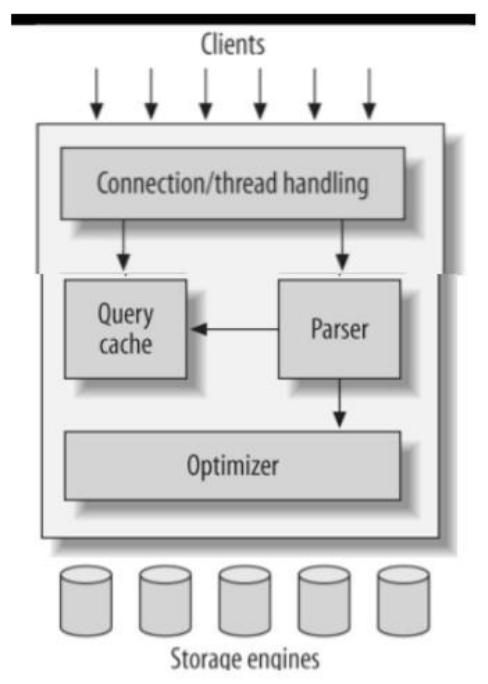 Clients
Connection/thread handling
Query
cache
Parser
Optimizer
Storage engines